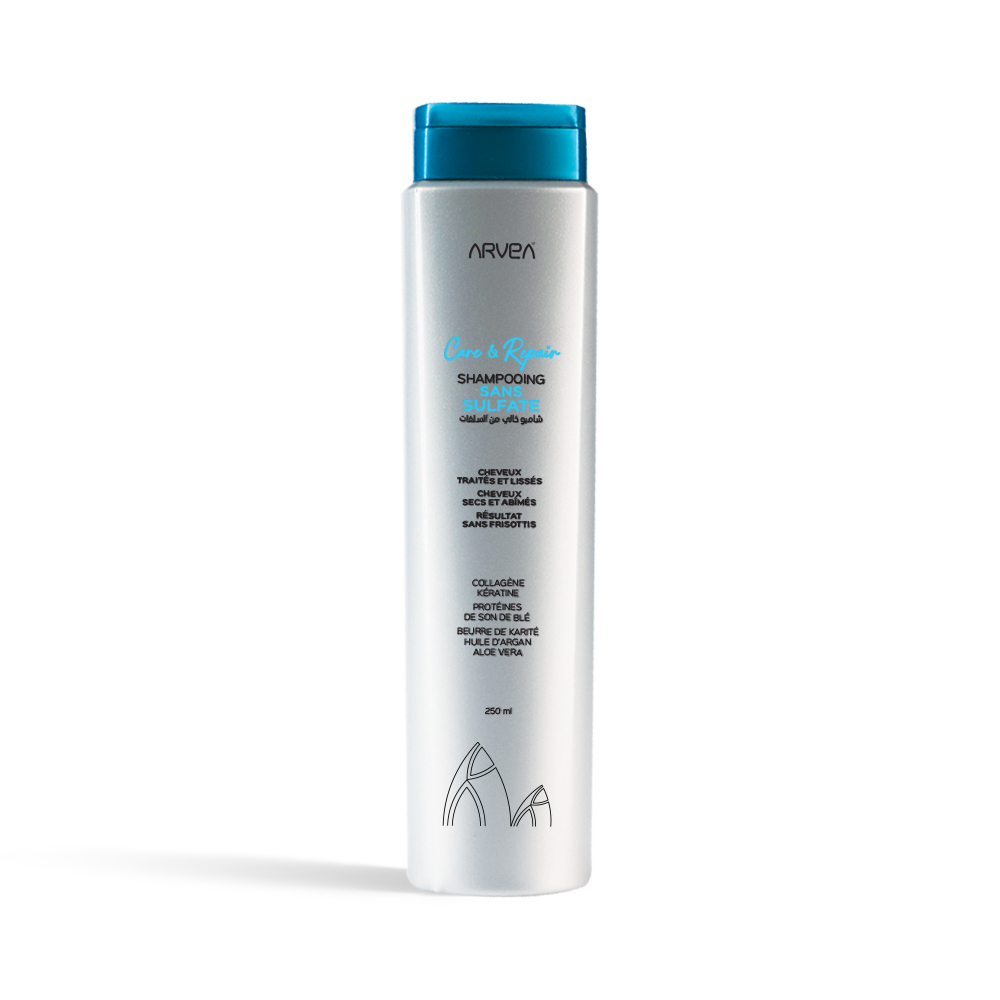 ARVEA
Care & Repair
SHAMPOOING
SANS
SULFATE
شامبو خالي من السلفات
CHEVEUX
TRAITÉS ET LISSÉS
CHEVEUX
SECS ET ABÎMÉS
RÉSULTAT
SANS FRISOTTIS
COLLAGÈNE
KÉRATINE
PROTÉINES
DE SON DE BLÉ
BEURRE DE KARITÉ
HUILE D'ARGAN
ALOE VERA
250 ml